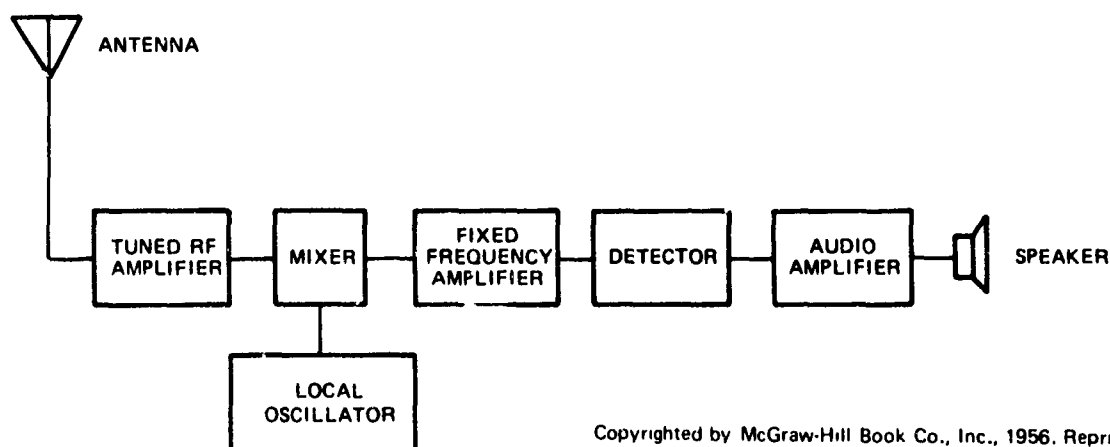 ANTENNA
TUNED RF
AMPLIFIER
MIXER
FIXED
FREQUENCY
AMPLIFIER
DETECTOR
AUDIO
AMPLIFIER
SPEAKER
LOCAL
OSCILLATOR
Copyrighted by McGraw-Hill Book Co., Inc., 1956. Repri